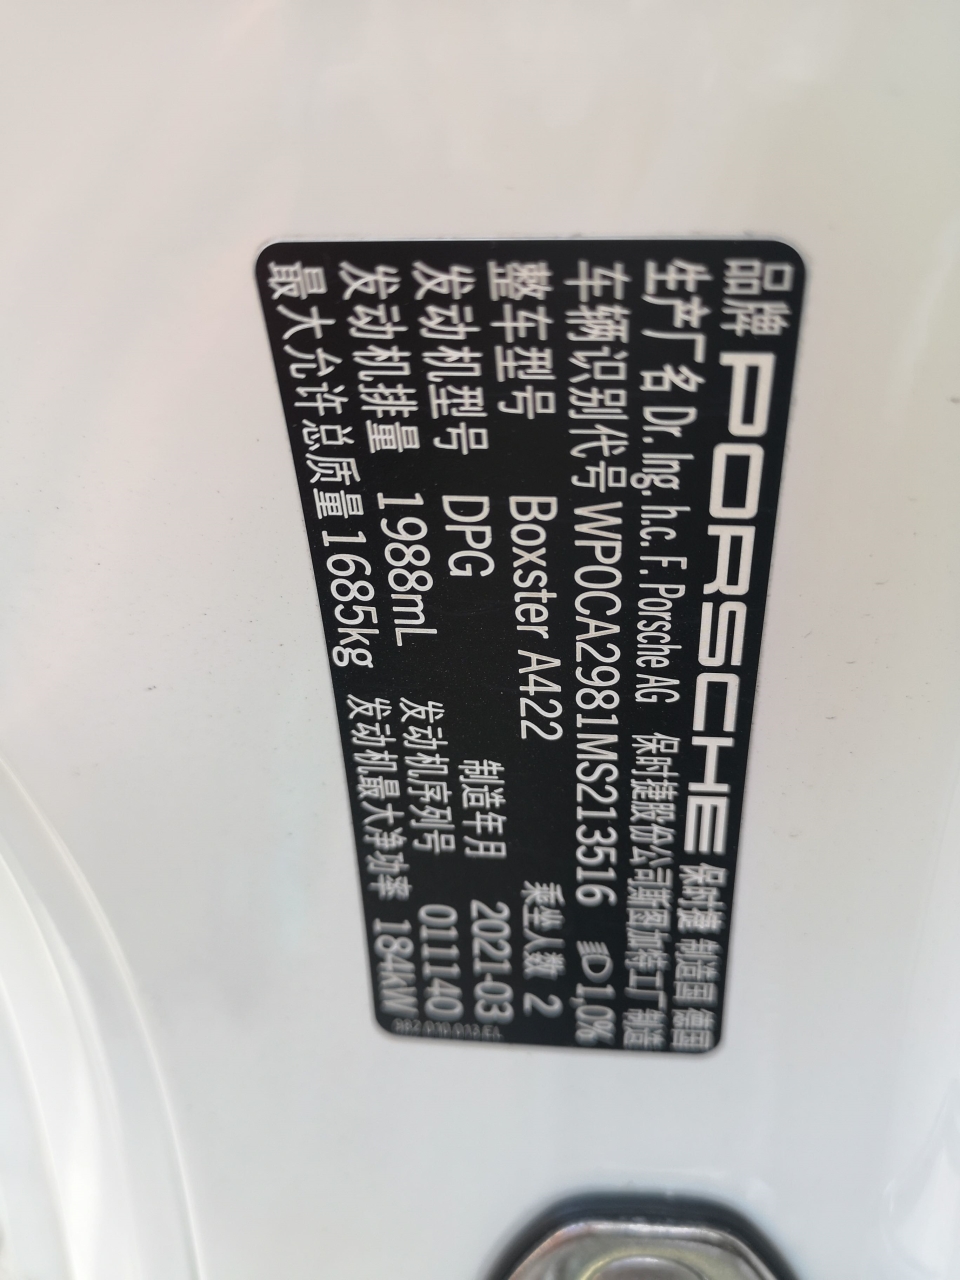 品牌 PORSCHE 保时捷 制造国 德国
生产厂名 Dr. Ing. h.c. F. Porsche AG 保时捷股份公司斯图加特工厂制造
车辆识别代号 WP0CA2981MS213516 1,0%
整车型号 Boxster A422 乘坐人数 2
发动机型号 DPG 制造年月 2021-03
发动机排量 1988mL 发动机序列号 011140
最大允许总质量 1685kg 发动机最大净功率 184kW